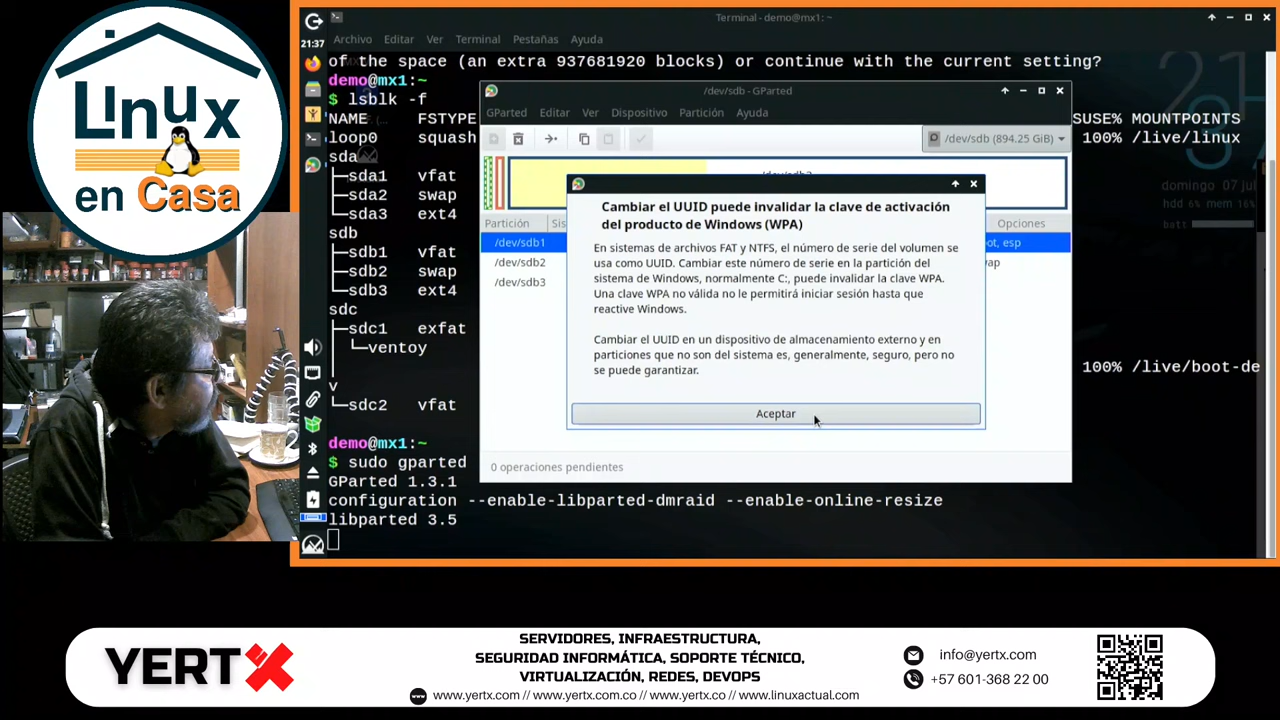 Linux
en Casa
Terminal - demo@mx1: ~
21:37
Archivo Editar Ver Terminal Pestañas Ayuda
of the space (an extra 937681920 blocks) or continue with the current setting?
demo@mx1:~
$ lsblk -f
NAME FSTYPE
SUSE% MOUNTPOINTS
loop0 squash
100% /live/linux
sda
├─sda1 vfat
├─sda2 swap
└─sda3 ext4
sdb
├─sdb1 vfat
├─sdb2 swap
└─sdb3 ext4
sdc
├─sdc1 exfat
│ └─ventoy
100% /live/boot-de
v
└─sdc2 vfat
demo@mx1:~
$ sudo gparted
GParted 1.3.1
configuration --enable-libparted-dmraid --enable-online-resize
libparted 3.5
/dev/sdb - GParted
GParted Editar Ver Dispositivo Partición Ayuda
/dev/sdb (894.25 GiB)
Partición Sis
Opciones
/dev/sdb1
oot, esp
/dev/sdb2
wap
/dev/sdb3
Cambiar el UUID puede invalidar la clave de activación
del producto de Windows (WPA)
En sistemas de archivos FAT y NTFS, el número de serie del volumen se
usa como UUID. Cambiar este número de serie en la partición del
sistema de Windows, normalmente C:, puede invalidar la clave WPA.
Una clave WPA no válida no le permitirá iniciar sesión hasta que
reactive Windows.
Cambiar el UUID en un dispositivo de almacenamiento externo y en
particiones que no son del sistema es, generalmente, seguro, pero no
se puede garantizar.
Aceptar
0 operaciones pendientes
domingo 07 jul
hdd 6% mem 16%
batt
YERTX
SERVIDORES, INFRAESTRUCTURA,
SEGURIDAD INFORMÁTICA, SOPORTE TÉCNICO,
VIRTUALIZACIÓN, REDES, DEVOPS
www.yertx.com // www.yertx.com.co // www.yertx.co // www.linuxactual.com
info@yertx.com
+57 601-368 22 00